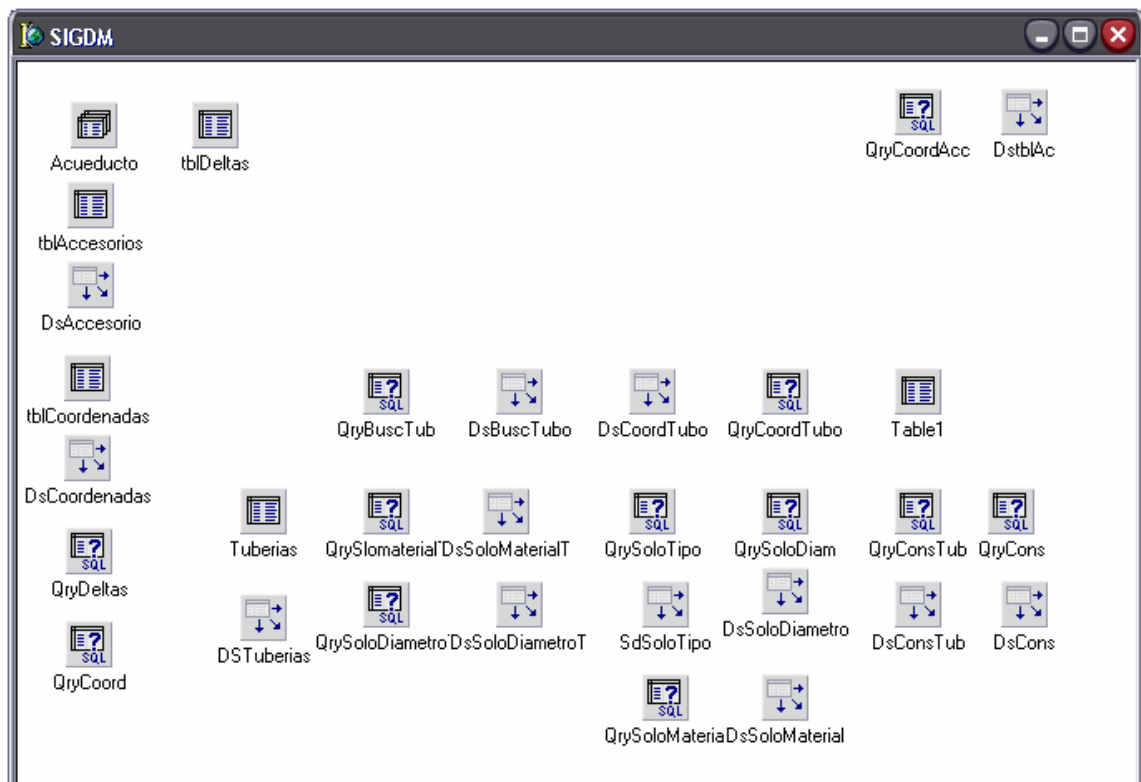 SIGDM
Acueducto tblDeltas QryCoordAcc DstblAc
tblAccesorios
DsAccesorio
tblCoordenadas
QryBuscTub DsBuscTubo DsCoordTubo QryCoordTubo Table1
DsCoordenadas
Tuberias QrySlomaterialT DsSoloMaterialT QrySoloTipo QrySoloDiam QryConsTub QryCons
QryDeltas
DSTuberias QrySoloDiametroT DsSoloDiametroT SdSoloTipo DsSoloDiametro DsConsTub DsCons
QryCoord
QrySoloMateria DsSoloMaterial